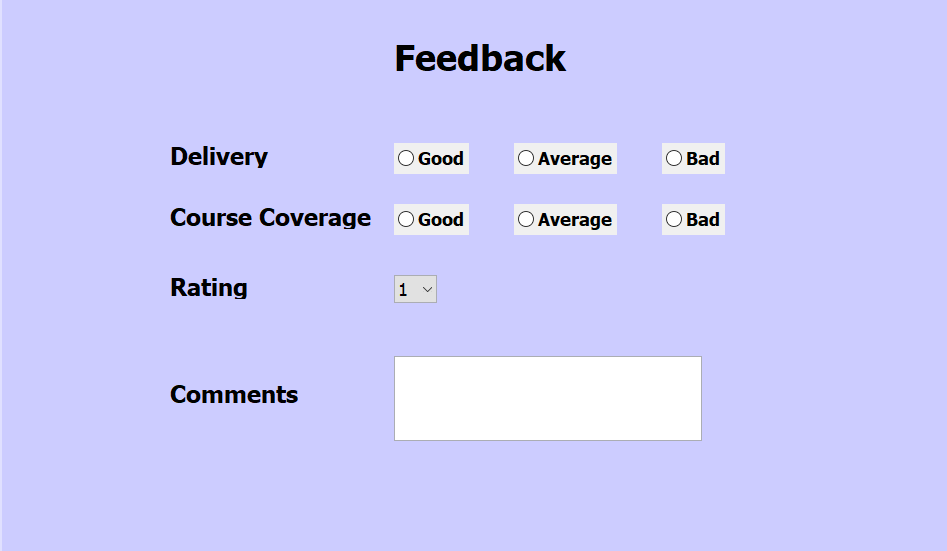 Feedback
Delivery Good Average Bad
Course Coverage Good Average Bad
Rating 1
Comments